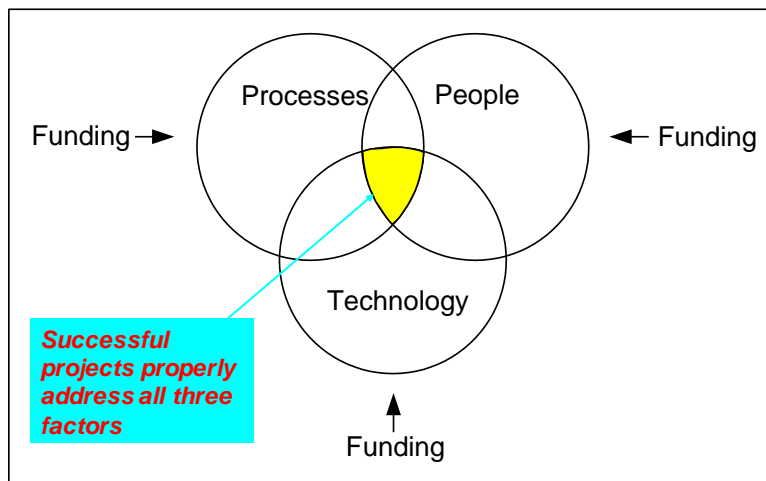 Processes
People
Funding
Funding
Technology
Successful
projects properly
address all three
factors
Funding